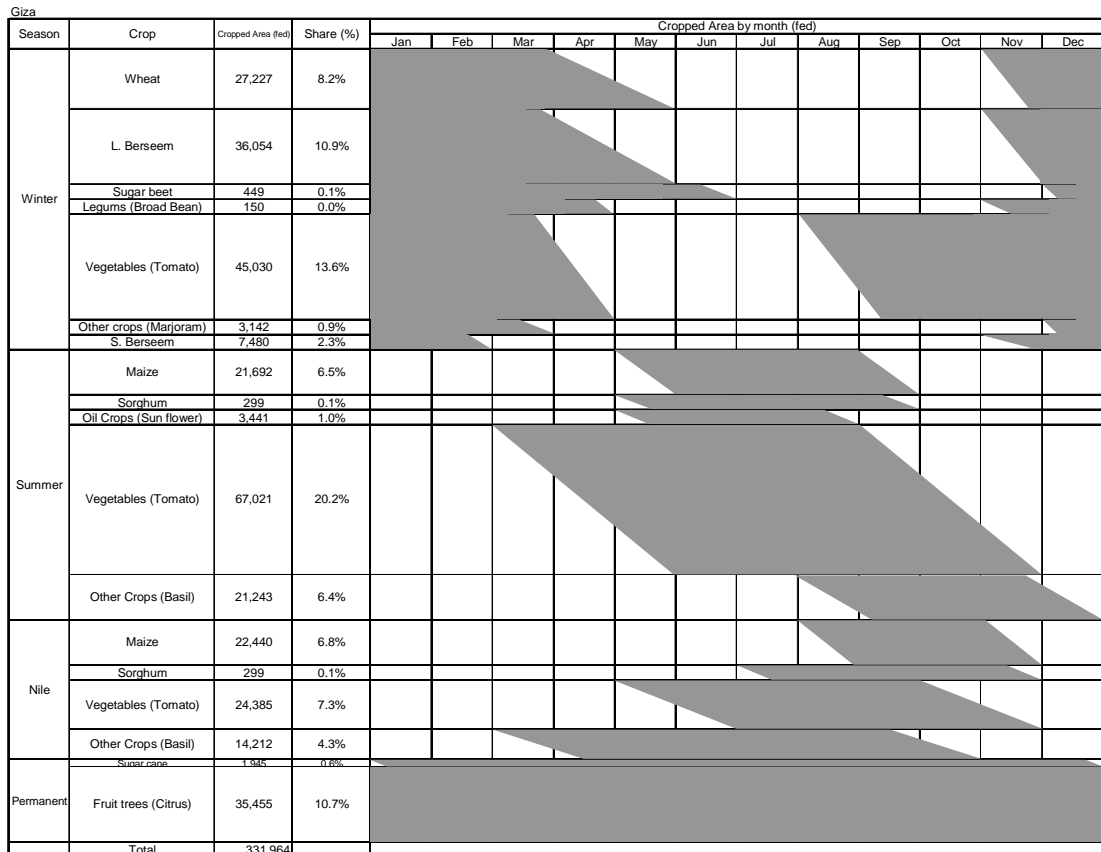 Giza
Season Crop Cropped Area (fed) Share (%) Cropped Area by month (fed)
Jan Feb Mar Apr May Jun Jul Aug Sep Oct Nov Dec
Winter
Wheat 27,227 8.2%
L. Berseem 36,054 10.9%
Sugar beet 449 0.1%
Legums (Broad Bean) 150 0.0%
Vegetables (Tomato) 45,030 13.6%
Other crops (Marjoram) 3,142 0.9%
S. Berseem 7,480 2.3%
Summer
Maize 21,692 6.5%
Sorghum 299 0.1%
Oil Crops (Sun flower) 3,441 1.0%
Vegetables (Tomato) 67,021 20.2%
Other Crops (Basil) 21,243 6.4%
Nile
Maize 22,440 6.8%
Sorghum 299 0.1%
Vegetables (Tomato) 24,385 7.3%
Other Crops (Basil) 14,212 4.3%
Permanent
Sugar cane 1,945 0.6%
Fruit trees (Citrus) 35,455 10.7%
Total 331,964